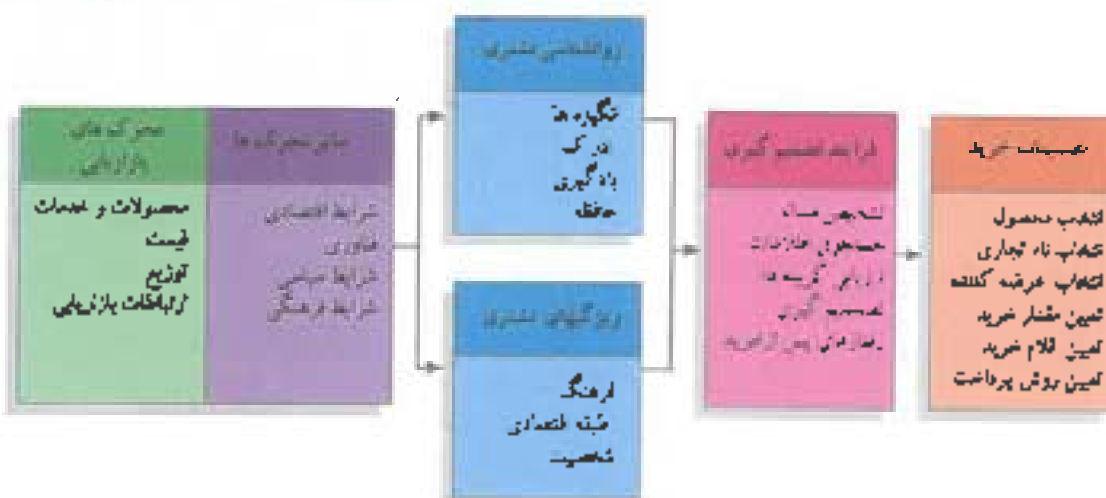 محرک های
بازاریابی
محصولات و خدمات
قیمت
توزیع
ارتباطات بازاریابی
سایر محرک ها
شرایط اقتصادی
فناوری
شرایط سیاسی
شرایط فرهنگی
روانشناسی مشتری
انگیزه ها
ادراک
یادگیری
حافظه
ویژگیهای مشتری
فرهنگ
طبقه اقتصادی
شخصیت
فرایند تصمیم گیری
تشخیص مساله
جستجوی اطلاعات
ارزیابی گزینه ها
تصمیم گیری
رفتارهای پس از خرید
تصمیمات خرید
انتخاب محصول
انتخاب نام تجاری
انتخاب عرضه کننده
تعیین مقدار خرید
تعیین اقلام خرید
تعیین روش پرداخت